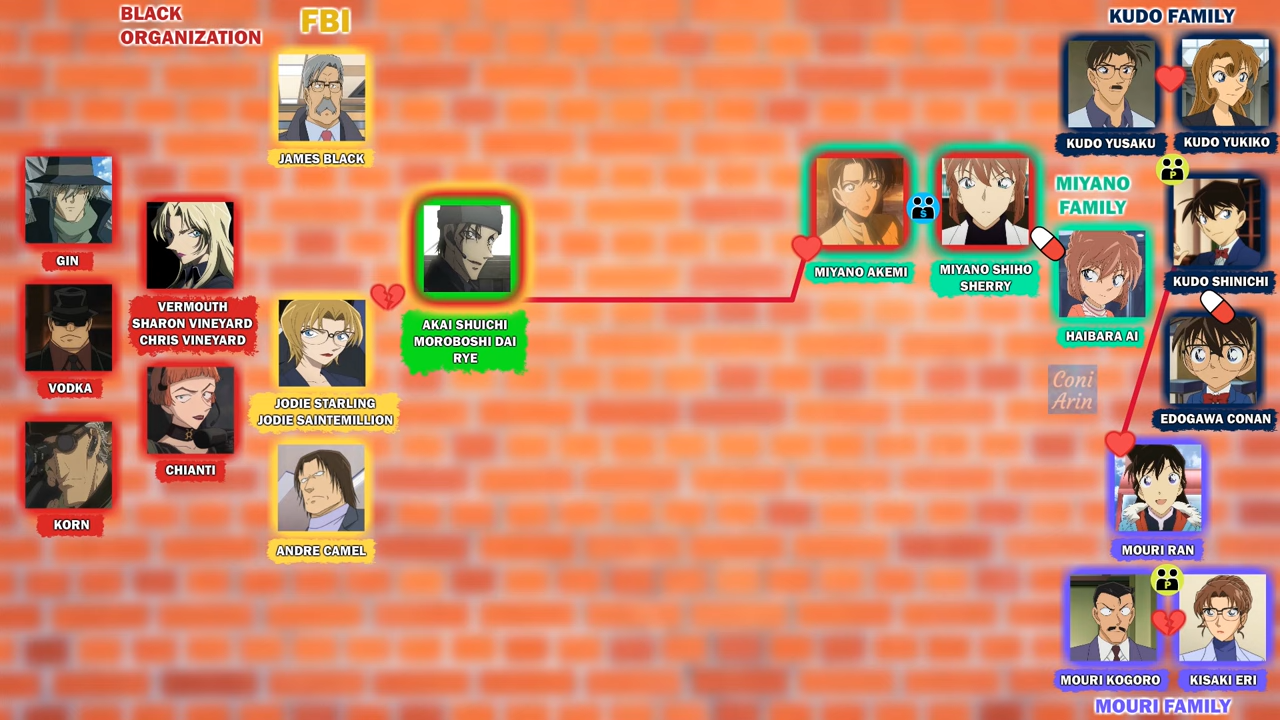 BLACK
ORGANIZATION
FBI
KUDO FAMILY
JAMES BLACK
KUDO YUSAKU
KUDO YUKIKO
P
MIYANO
FAMILY
S
GIN
VERMOUTH
SHARON VINEYARD
CHRIS VINEYARD
MIYANO AKEMI
MIYANO SHIHO
SHERRY
KUDO SHINICHI
AKAI SHUICHI
MOROBOSHI DAI
RYE
HAIBARA AI
VODKA
JODIE STARLING
JODIE SAINTEMILLION
Coni
Arin
EDOGAWA CONAN
CHIANTI
KORN
ANDRE CAMEL
MOURI RAN
P
MOURI KOGORO
KISAKI ERI
MOURI FAMILY